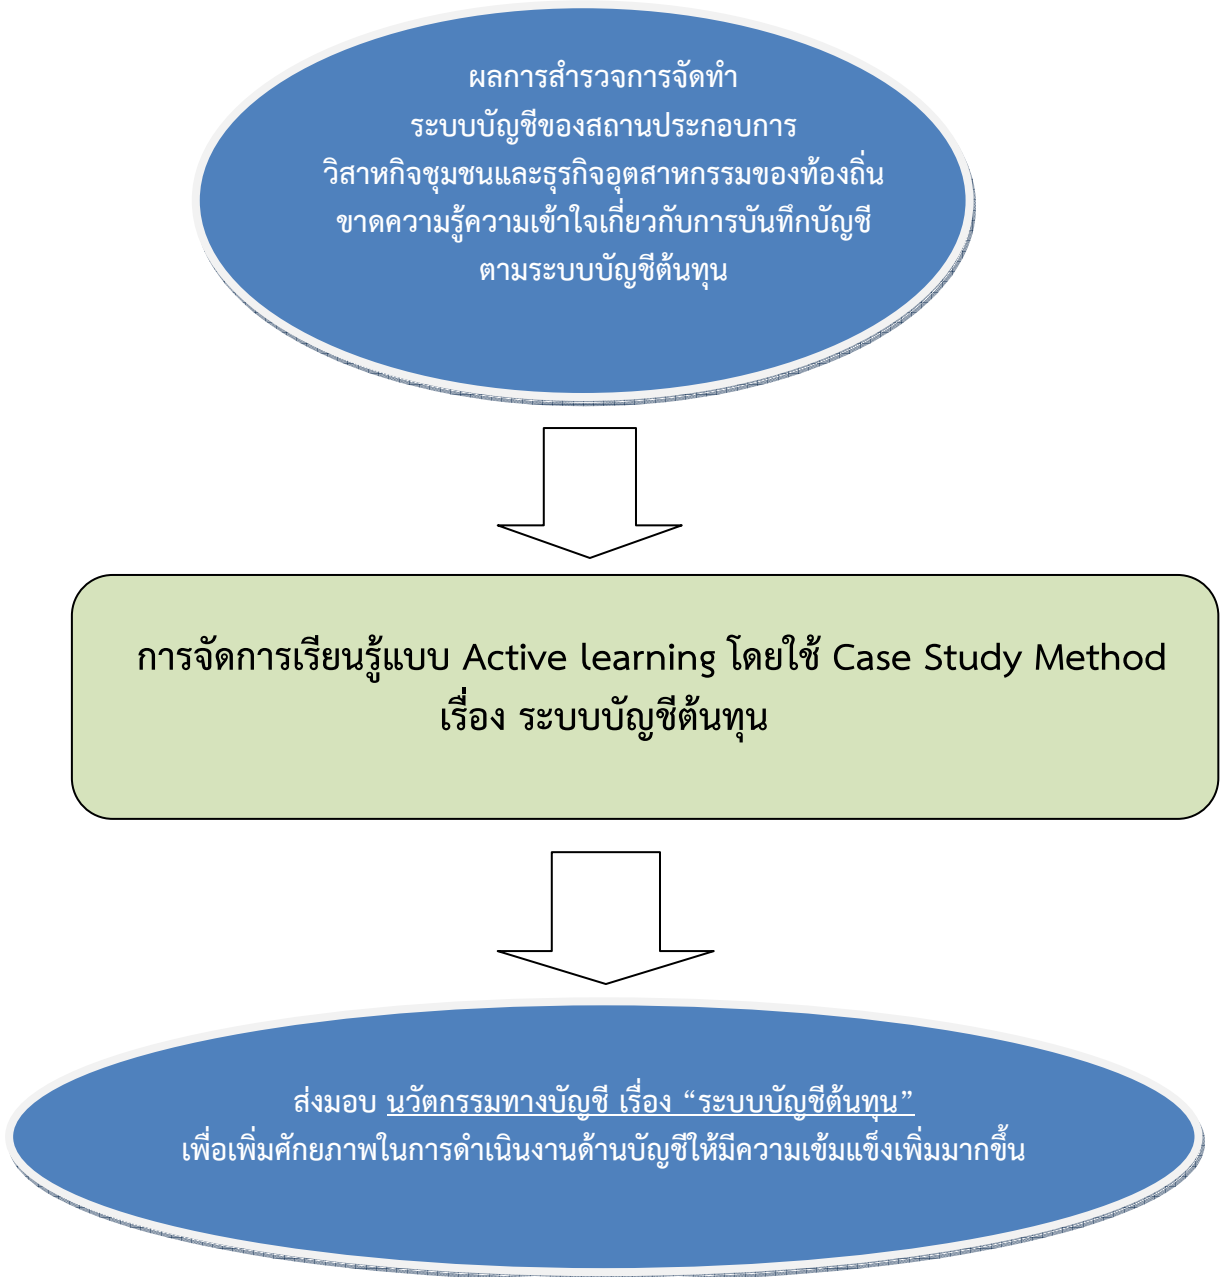 ผลการสำรวจการจัดทำ
ระบบบัญชีของสถานประกอบการ
วิสาหกิจชุมชนและธุรกิจอุตสาหกรรมของท้องถิ่น
ขาดความรู้ความเข้าใจเกี่ยวกับการบันทึกบัญชี
ตามระบบบัญชีต้นทุน
การจัดการเรียนรู้แบบ Active learning โดยใช้ Case Study Method
เรื่อง ระบบบัญชีต้นทุน
ส่งมอบ นวัตกรรมทางบัญชี เรื่อง “ระบบบัญชีต้นทุน”
เพื่อเพิ่มศักยภาพในการดำเนินงานด้านบัญชีให้มีความเข้มแข็งเพิ่มมากขึ้น